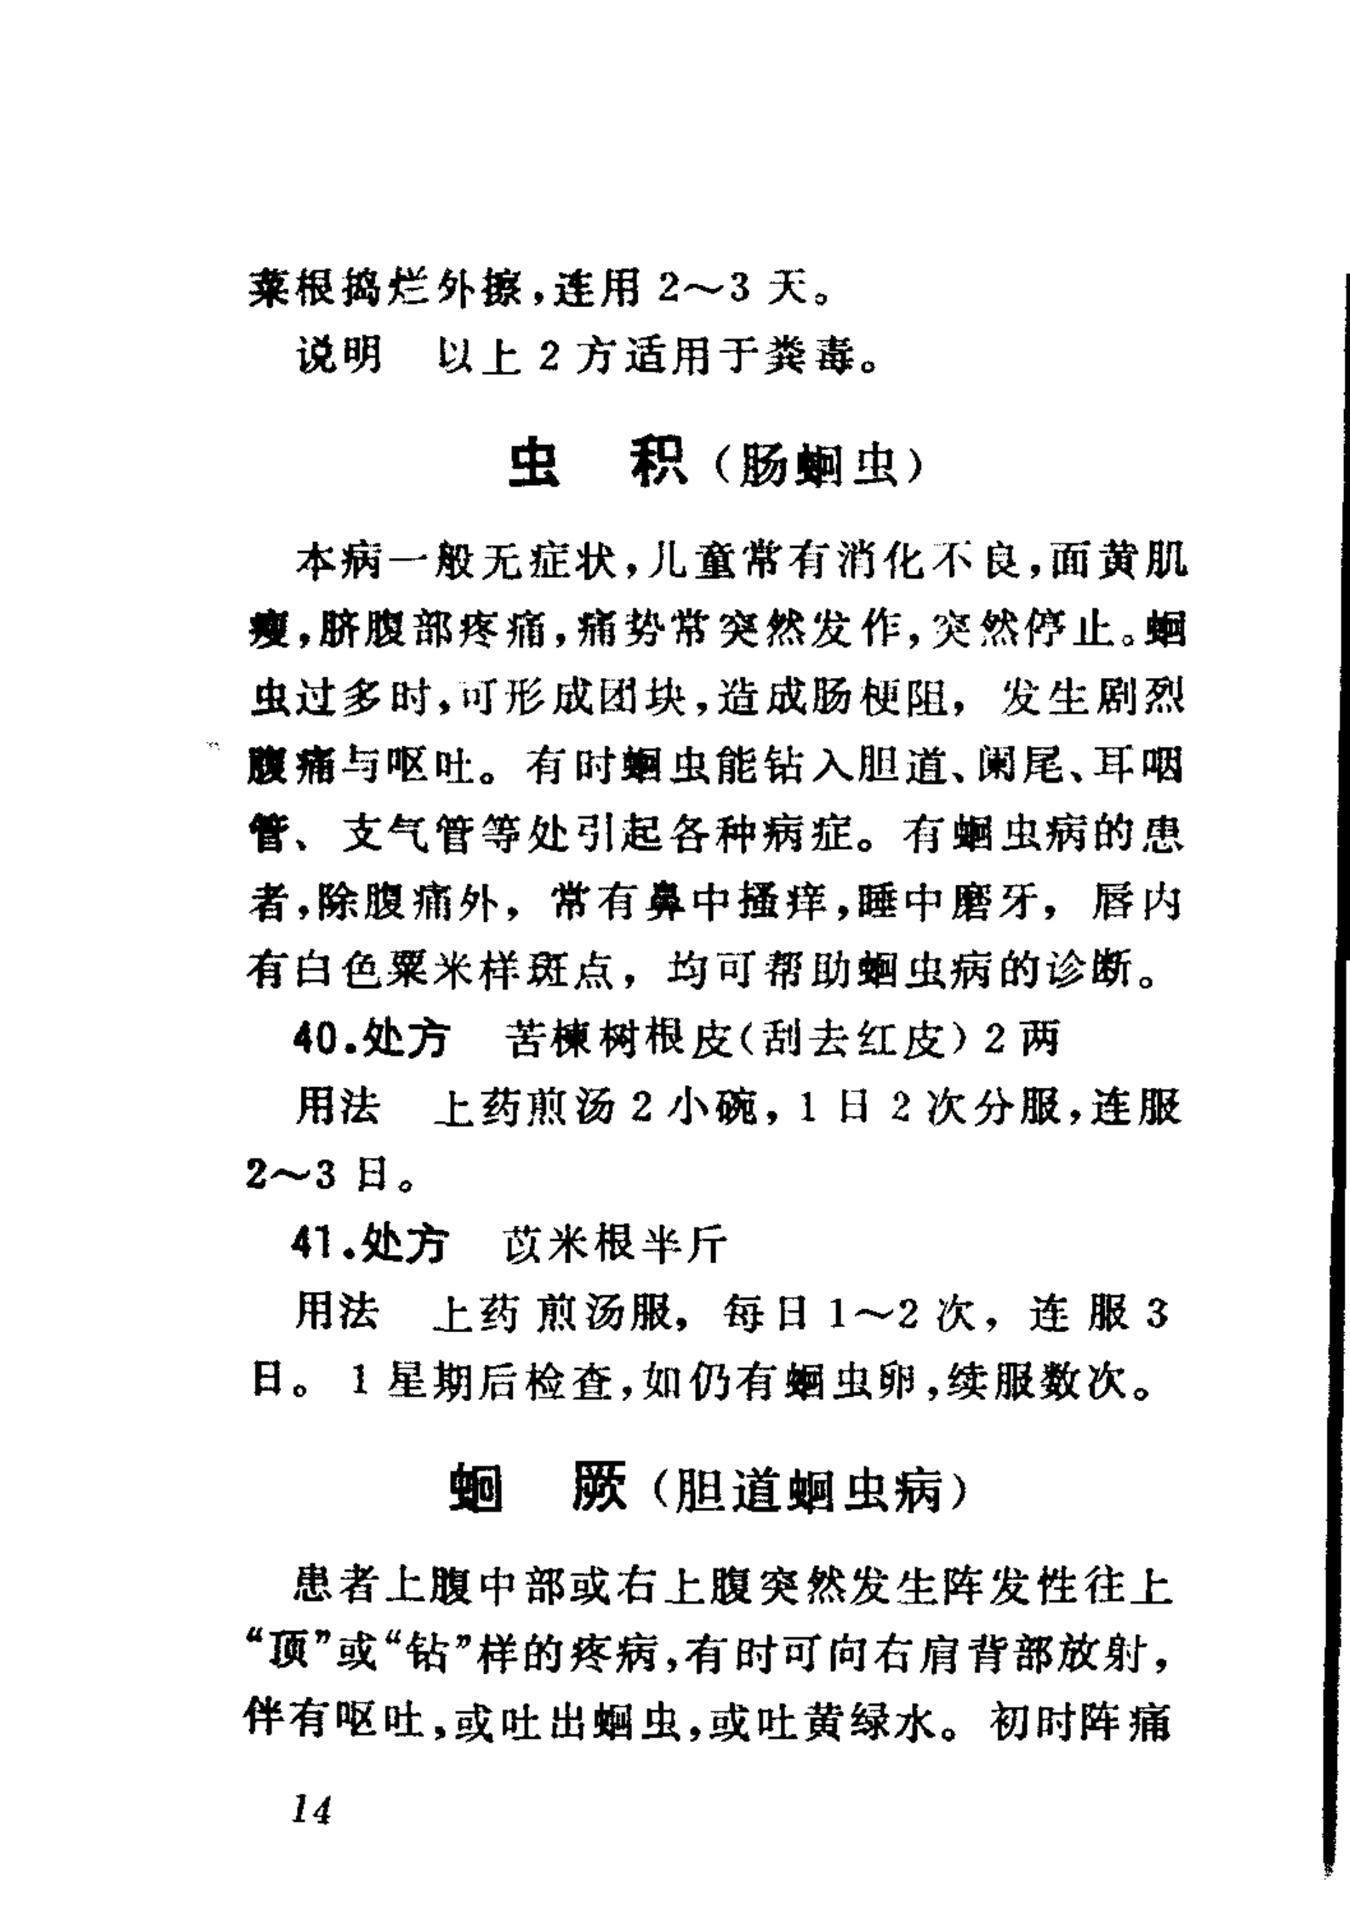 菜根捣烂外擦，连用 2～3 天。
说明　以上 2 方适用于粪毒。
虫　积（肠蛔虫）
本病一般无症状，儿童常有消化不良，面黄肌
瘦，脐腹部疼痛，痛势常突然发作，突然停止。蛔
虫过多时，可形成团块，造成肠梗阻，发生剧烈
腹痛与呕吐。有时蛔虫能钻入胆道、阑尾、耳咽
管、支气管等处引起各种病症。有蛔虫病的患
者，除腹痛外，常有鼻中搔痒，睡中磨牙，唇内
有白色粟米样斑点，均可帮助蛔虫病的诊断。
40.处方　苦楝树根皮（刮去红皮）2 两
用法　上药煎汤 2 小碗，1 日 2 次分服，连服
2～3 日。
41.处方　苡米根半斤
用法　上药煎汤服，每日 1～2 次，连服 3
日。1 星期后检查，如仍有蛔虫卵，续服数次。
蛔　厥（胆道蛔虫病）
患者上腹中部或右上腹突然发生阵发性往上
“顶”或“钻”样的疼病，有时可向右肩背部放射，
伴有呕吐，或吐出蛔虫，或吐黄绿水。初时阵痛
14